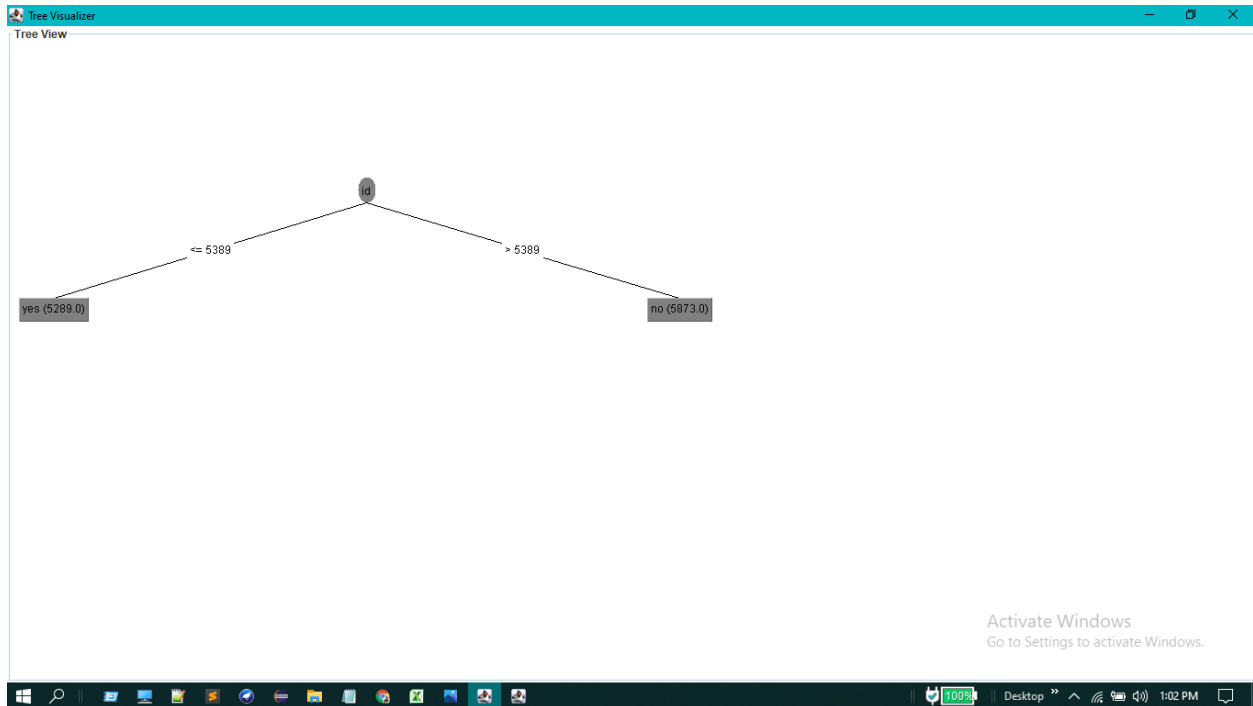 Tree Visualizer
Tree View
id
<= 5389
> 5389
yes (5289.0)
no (5873.0)
Activate Windows
Go to Settings to activate Windows.
100%
Desktop
1:02 PM